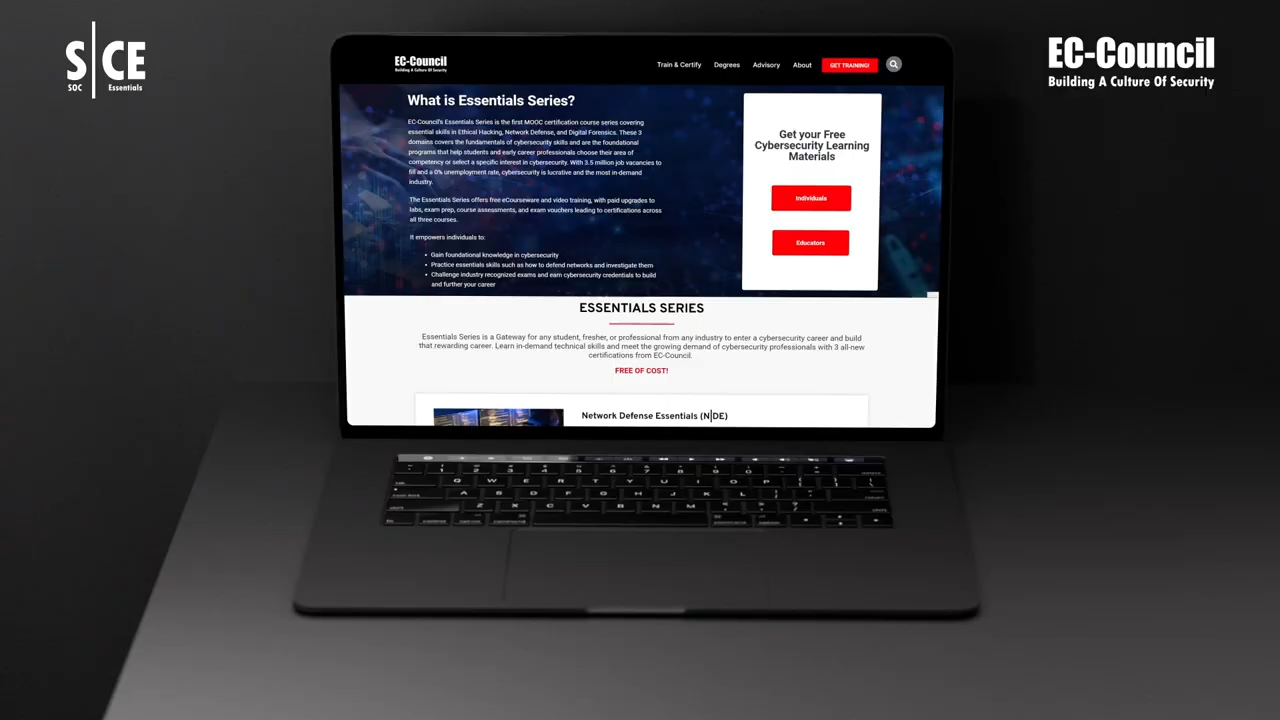 S|CE
SOC Essentials
EC-Council
Building A Culture Of Security
EC-Council
Building A Culture Of Security
Train & Certify
Degrees
Advisory
About
GET TRAINING!
What is Essentials Series?
EC-Council's Essentials Series is the first MOOC certification course series covering
essential skills in Ethical Hacking, Network Defense, and Digital Forensics. These 3
domains covers the fundamentals of cybersecurity skills and are the foundational
programs that help students and early career professionals choose their area of
competency or select a specific interest in cybersecurity. With 3.5 million job vacancies to
fill and a 0% unemployment rate, cybersecurity is lucrative and the most in-demand
industry.
The Essentials Series offers free eCourseware and video training, with paid upgrades to
labs, exam prep, course assessments, and exam vouchers leading to certifications across
all three courses.
It empowers individuals to:
• Gain foundational knowledge in cybersecurity
• Practice essentials skills such as how to defend networks and investigate them
• Challenge industry recognized exams and earn cybersecurity credentials to build
and further your career
Get your Free
Cybersecurity Learning
Materials
Individuals
Educators
ESSENTIALS SERIES
Essentials Series is a Gateway for any student, fresher, or professional from any industry to enter a cybersecurity career and build
that rewarding career. Learn in-demand technical skills and meet the growing demand of cybersecurity professionals with 3 all-new
certifications from EC-Council.
FREE OF COST!
Network Defense Essentials (N|DE)
Q W E R T Y U I O P
A S D F G H J K L
Z X C V B N M